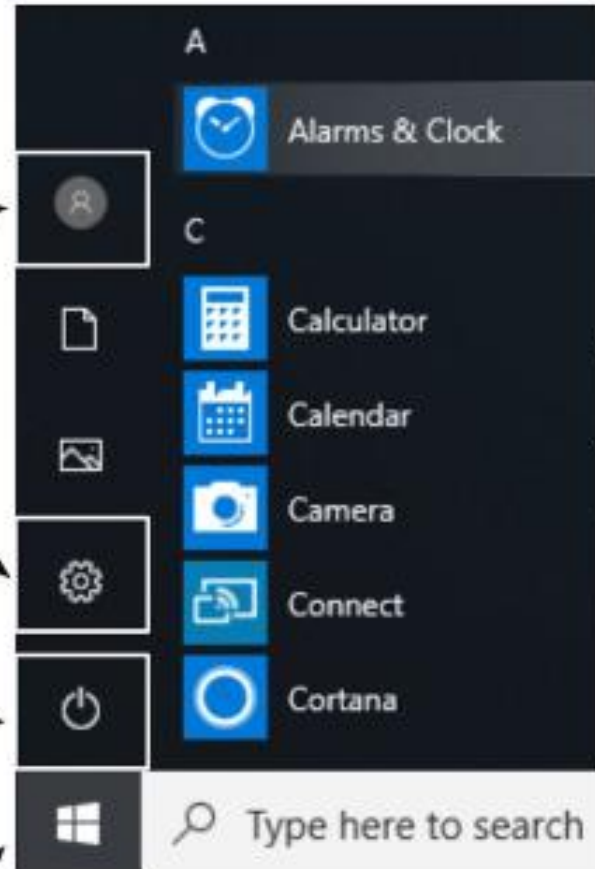 A
Alarms & Clock
C
Calculator
Calendar
Camera
Connect
Cortana
Type here to search